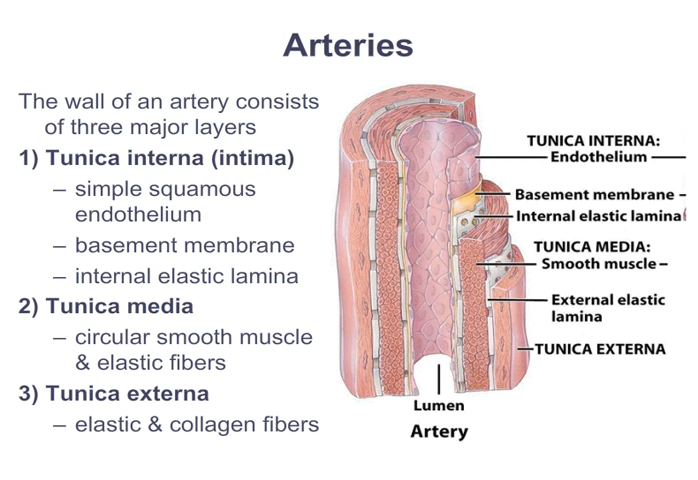 Arteries
The wall of an artery consists
of three major layers
1) Tunica interna (intima)
– simple squamous
endothelium
– basement membrane
– internal elastic lamina
2) Tunica media
– circular smooth muscle
& elastic fibers
3) Tunica externa
– elastic & collagen fibers
TUNICA INTERNA:
Endothelium
Basement membrane
Internal elastic lamina
TUNICA MEDIA:
Smooth muscle
External elastic
lamina
TUNICA EXTERNA
Lumen
Artery